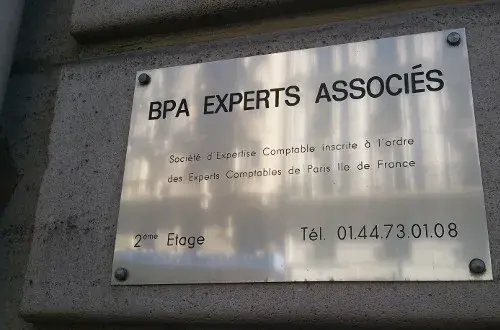 BPA EXPERTS ASSOCIÉS
Société d'Expertise Comptable inscrite à l'ordre
des Experts Comptables de Paris Ile de France
2ème Etage Tél. 01.44.73.01.08